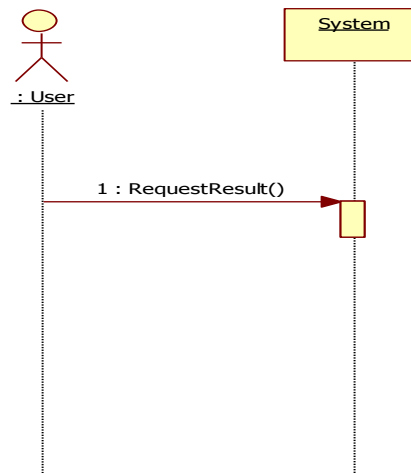 System
: User
1 : RequestResult()